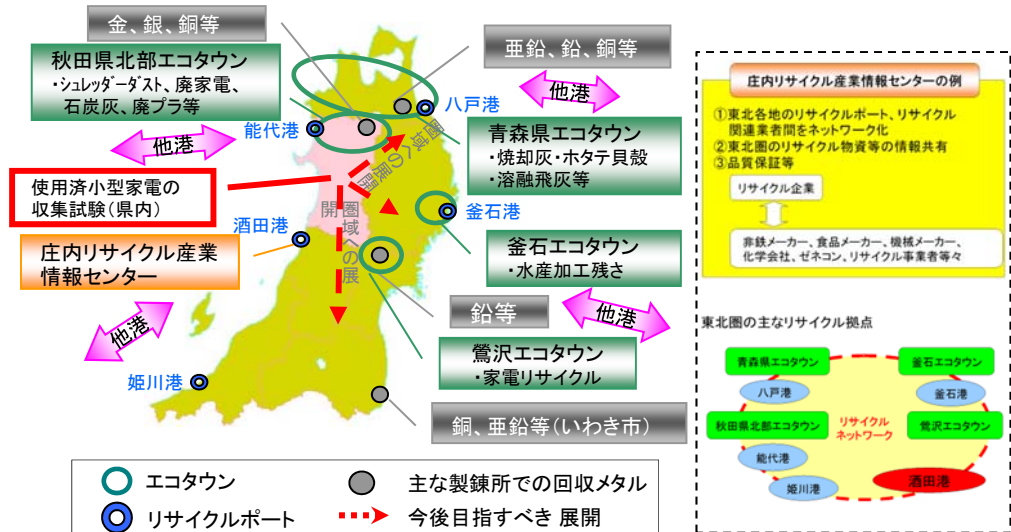 金、銀、銅等
亜鉛、鉛、銅等
秋田県北部エコタウン
・シュレッダーダスト、廃家電、
石炭灰、廃プラ等
他港
八戸港
能代港
他港
圏域への展開
青森県エコタウン
・焼却灰・ホタテ貝殻
・溶融飛灰等
使用済小型家電の
収集試験(県内)
酒田港
圏域への展開
釜石港
庄内リサイクル産業
情報センター
釜石エコタウン
・水産加工残さ
他港
鉛等
他港
鶯沢エコタウン
・家電リサイクル
姫川港
銅、亜鉛等(いわき市)
エコタウン
主な製錬所での回収メタル
リサイクルポート
今後目指すべき 展開
庄内リサイクル産業情報センターの例
①東北各地のリサイクルポート、リサイクル
関連業者間をネットワーク化
②東北圏のリサイクル物資等の情報共有
③品質保証等
リサイクル企業
非鉄メーカー、食品メーカー、機械メーカー、
化学会社、ゼネコン、リサイクル事業者等々
東北圏の主なリサイクル拠点
青森県エコタウン
釜石エコタウン
八戸港
釜石港
秋田県北部エコタウン
リサイクル
ネットワーク
鶯沢エコタウン
能代港
姫川港
酒田港